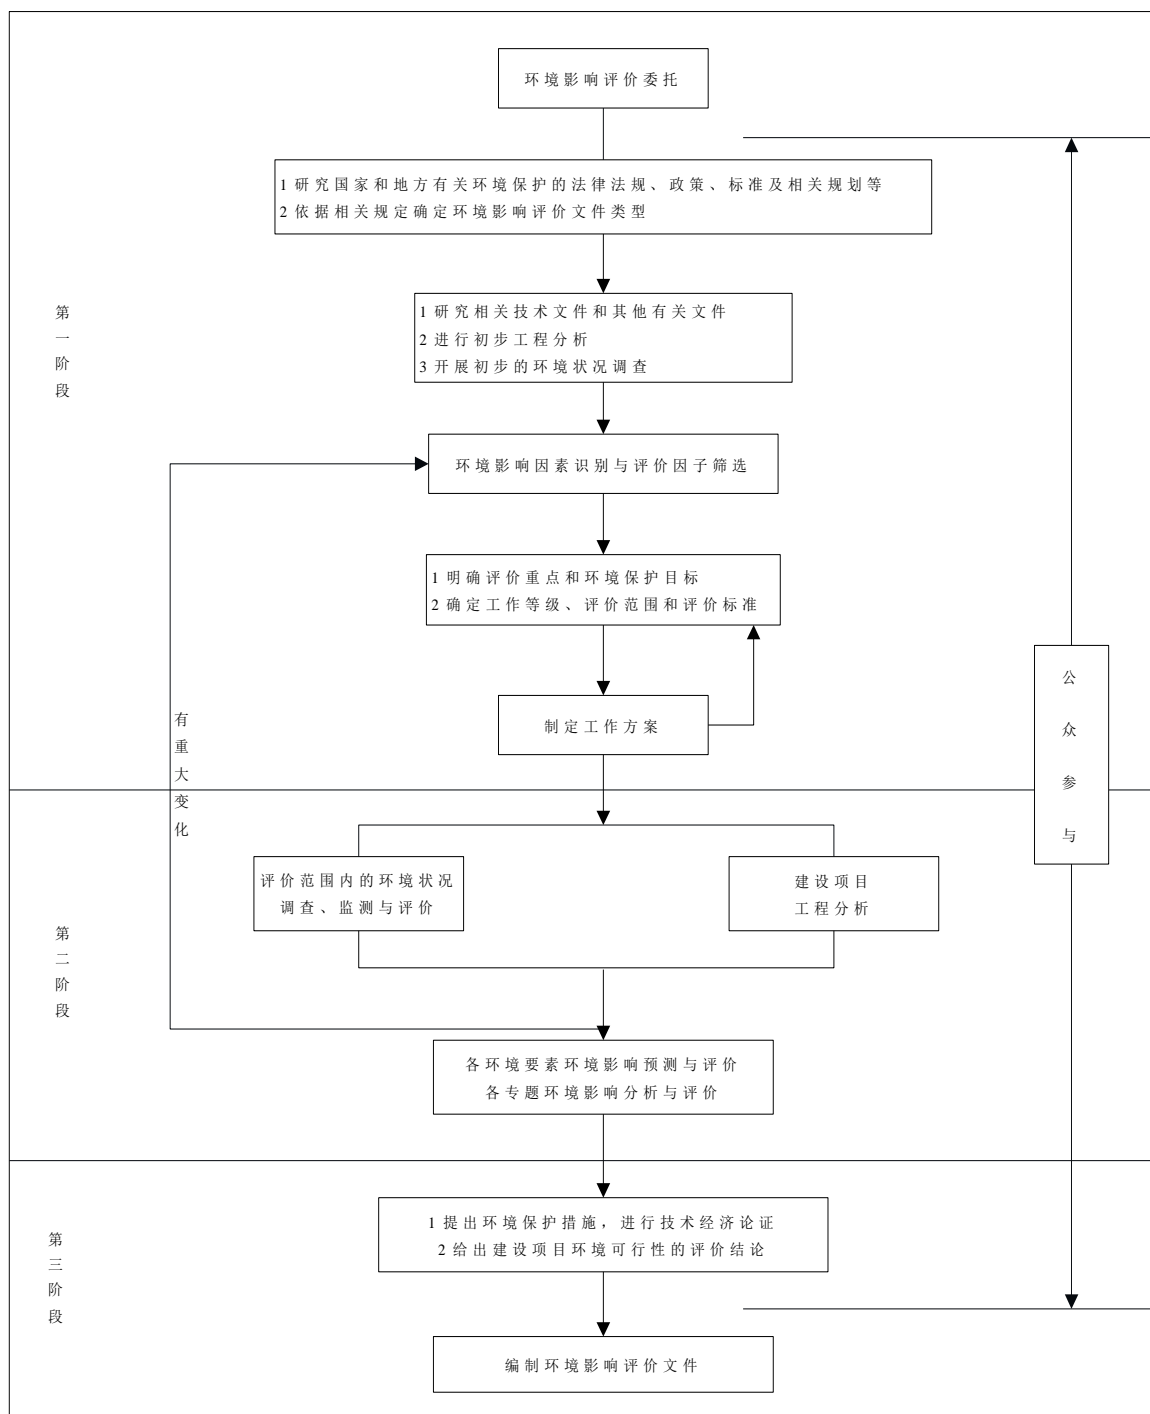 环境影响评价委托
1 研究国家和地方有关环境保护的法律法规、政策、标准及相关规划等
2 依据相关规定确定环境影响评价文件类型
第一阶段
1 研究相关技术文件和其他有关文件
2 进行初步工程分析
3 开展初步的环境状况调查
环境影响因素识别与评价因子筛选
1 明确评价重点和环境保护目标
2 确定工作等级、评价范围和评价标准
公众参与
制定工作方案
有重大变化
评价范围内的环境状况
调查、监测与评价
建设项目
工程分析
第二阶段
各环境要素环境影响预测与评价
各专题环境影响分析与评价
第三阶段
1 提出环境保护措施，进行技术经济论证
2 给出建设项目环境可行性的评价结论
编制环境影响评价文件